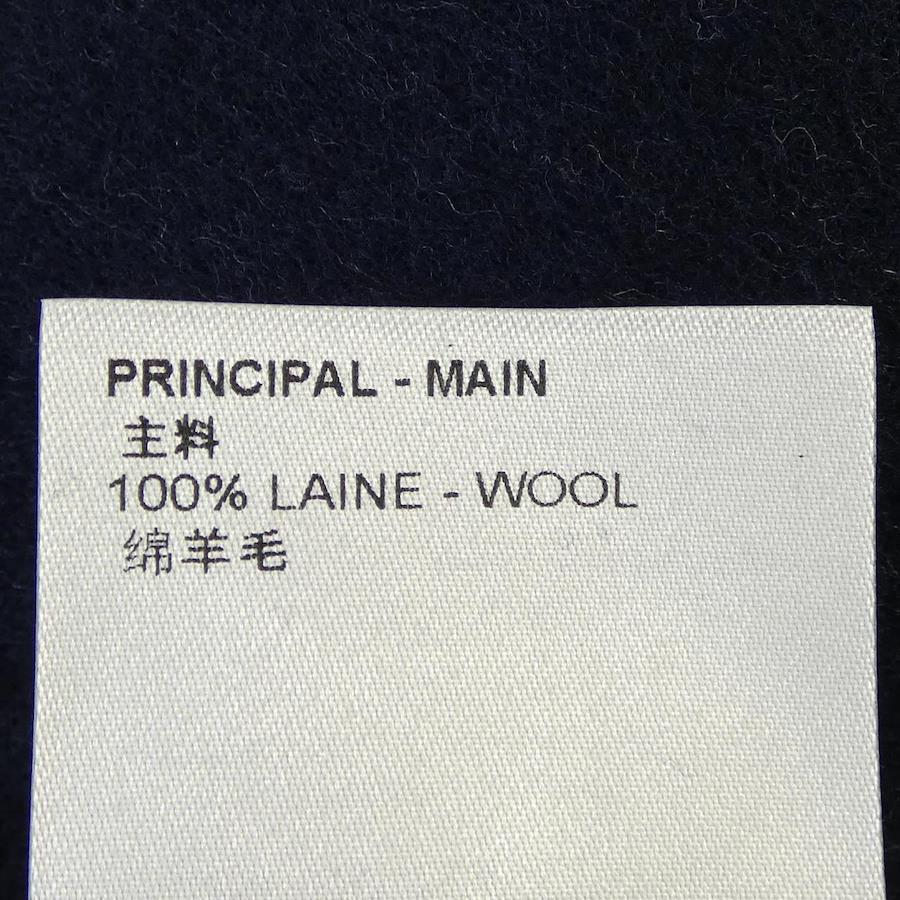 PRINCIPAL - MAIN
主料
100% LAINE - WOOL
绵羊毛